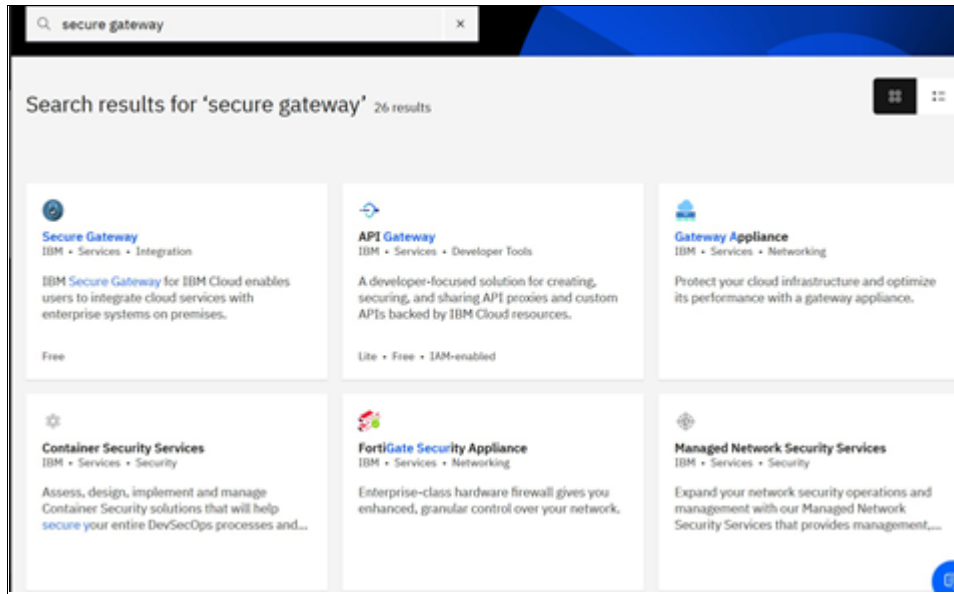 secure gateway
Search results for ‘secure gateway’ 26 results
Secure Gateway
IBM • Services • Integration
IBM Secure Gateway for IBM Cloud enables
users to integrate cloud services with
enterprise systems on premises.
Free
API Gateway
IBM • Services • Developer Tools
A developer-focused solution for creating,
securing, and sharing API proxies and custom
APIs backed by IBM Cloud resources.
Lite • Free • IAM-enabled
Gateway Appliance
IBM • Services • Networking
Protect your cloud infrastructure and optimize
its performance with a gateway appliance.
Container Security Services
IBM • Services • Security
Assess, design, implement and manage
Container Security solutions that will help
secure your entire DevSecOps processes and...
FortiGate Security Appliance
IBM • Services • Networking
Enterprise-class hardware firewall gives you
enhanced, granular control over your network.
Managed Network Security Services
IBM • Services • Security
Expand your network security operations and
management with our Managed Network
Security Services that provides management,...